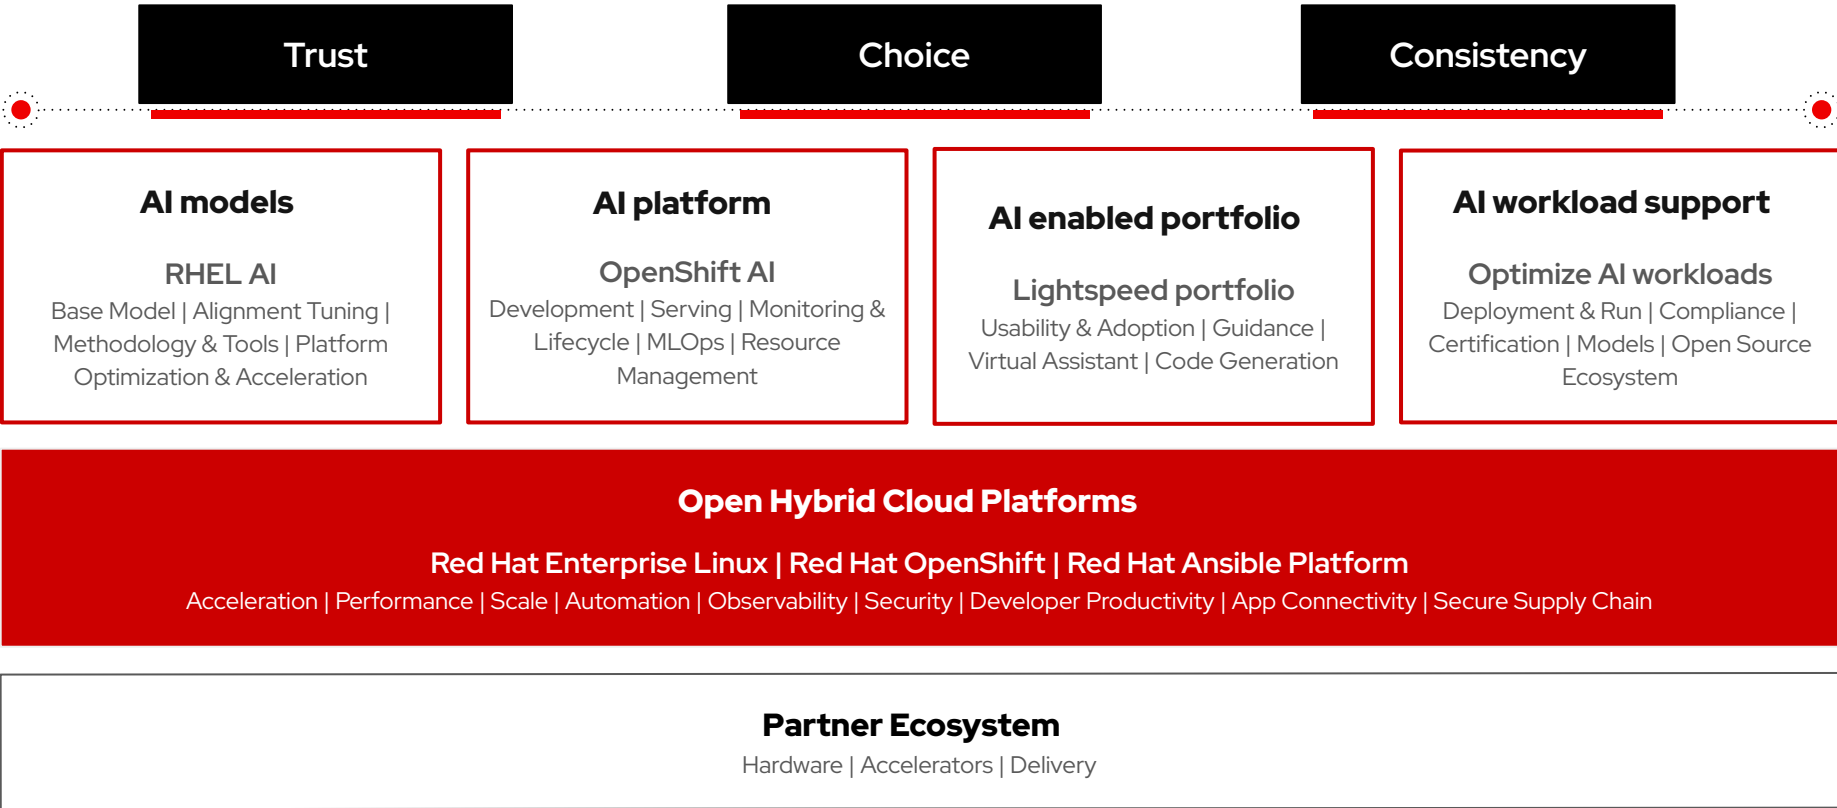 Trust
Choice
Consistency
AI models
RHEL AI
Base Model | Alignment Tuning |
Methodology & Tools | Platform
Optimization & Acceleration
AI platform
OpenShift AI
Development | Serving | Monitoring &
Lifecycle | MLOps | Resource
Management
AI enabled portfolio
Lightspeed portfolio
Usability & Adoption | Guidance |
Virtual Assistant | Code Generation
AI workload support
Optimize AI workloads
Deployment & Run | Compliance |
Certification | Models | Open Source
Ecosystem
Open Hybrid Cloud Platforms
Red Hat Enterprise Linux | Red Hat OpenShift | Red Hat Ansible Platform
Acceleration | Performance | Scale | Automation | Observability | Security | Developer Productivity | App Connectivity | Secure Supply Chain
Partner Ecosystem
Hardware | Accelerators | Delivery